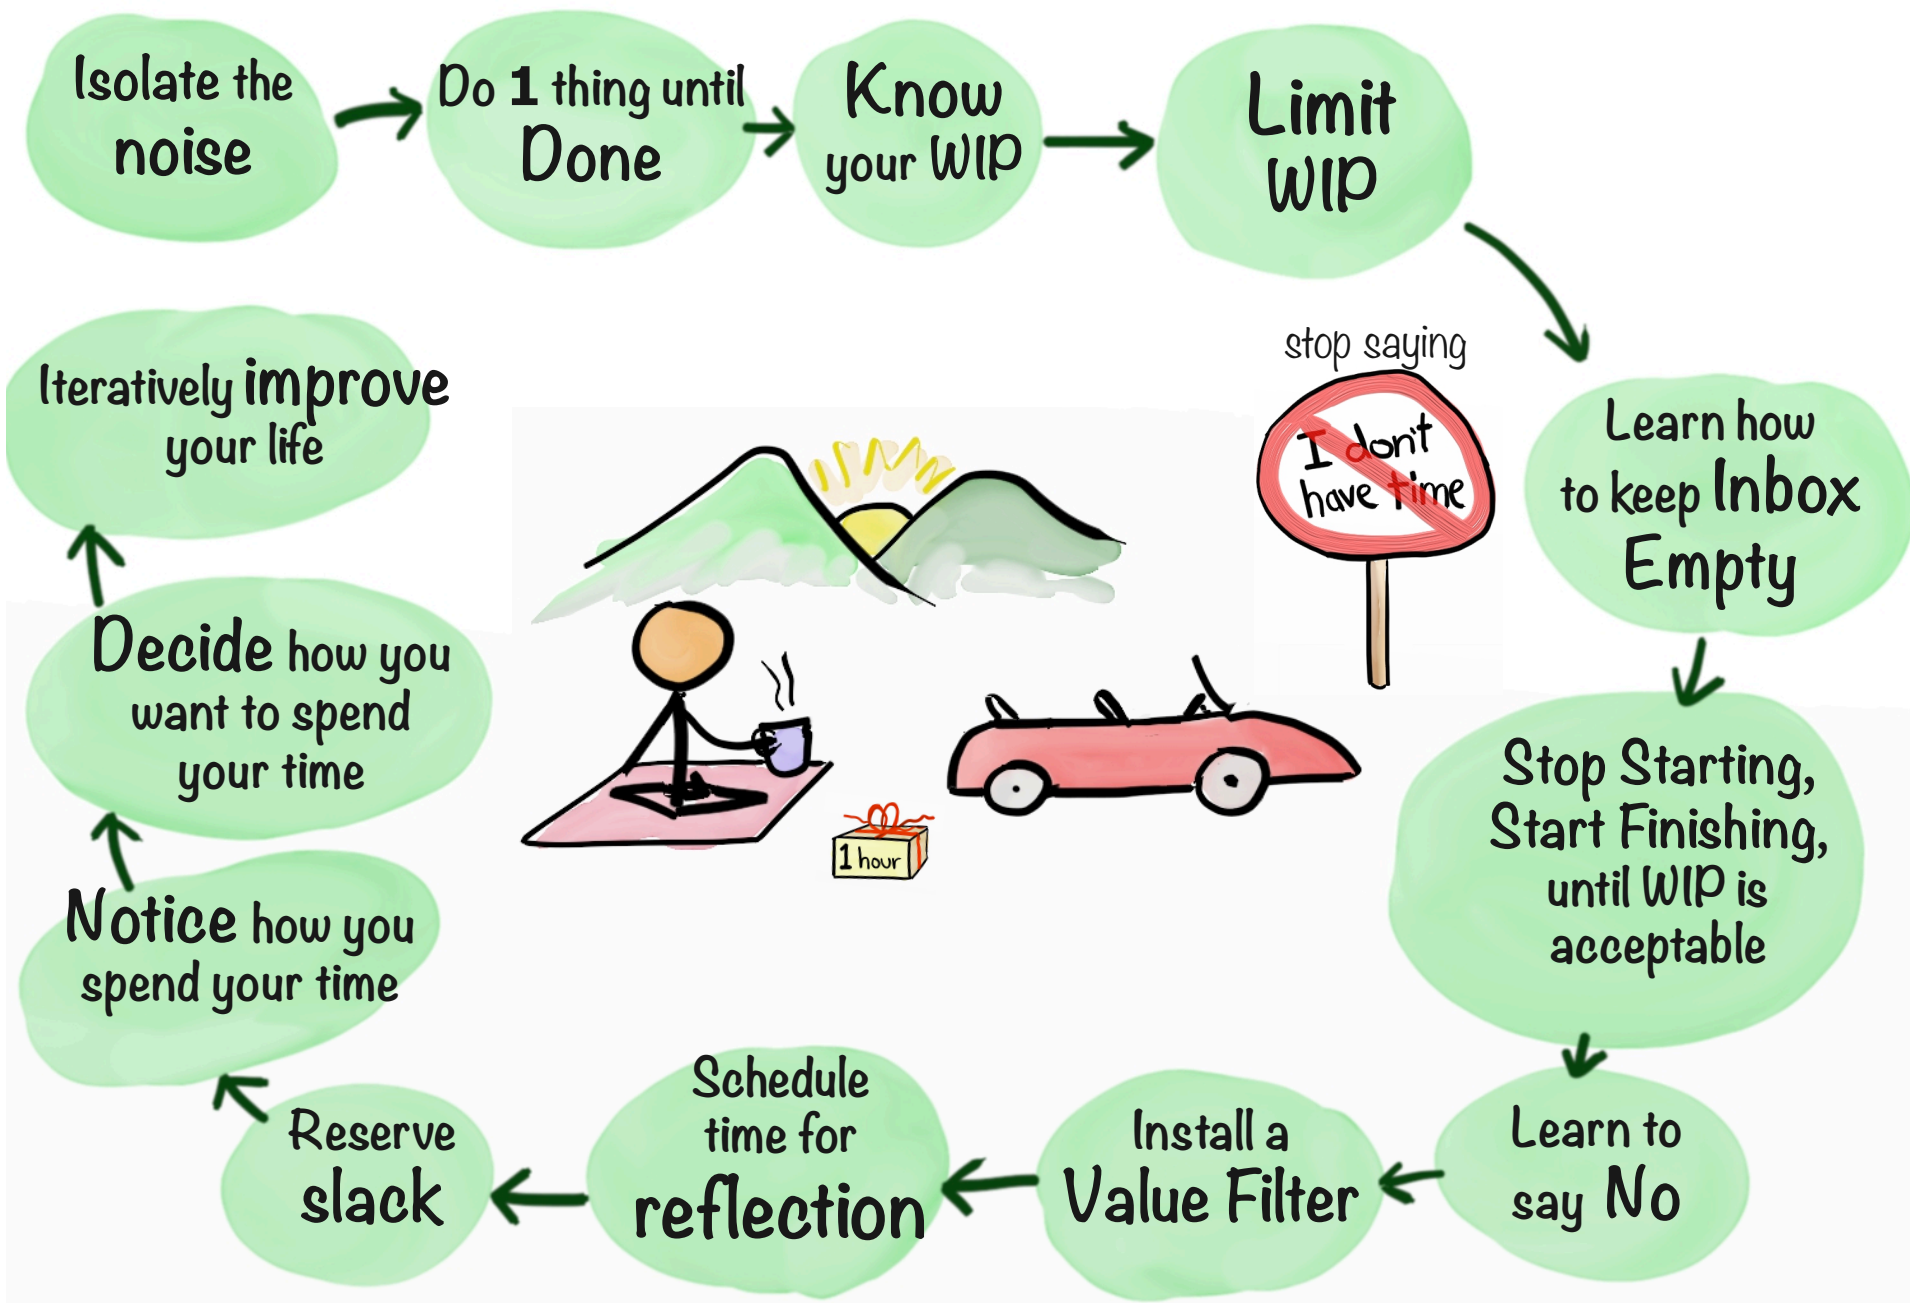 Isolate the
noise
Do 1 thing until
Done
Know
your WIP
Limit
WIP
Learn how
to keep Inbox
Empty
Stop Starting,
Start Finishing,
until WIP is
acceptable
Learn to
say No
Install a
Value Filter
Schedule
time for
reflection
Reserve
slack
Notice how you
spend your time
Decide how you
want to spend
your time
Iteratively improve
your life
stop saying
I don't
have time
1 hour